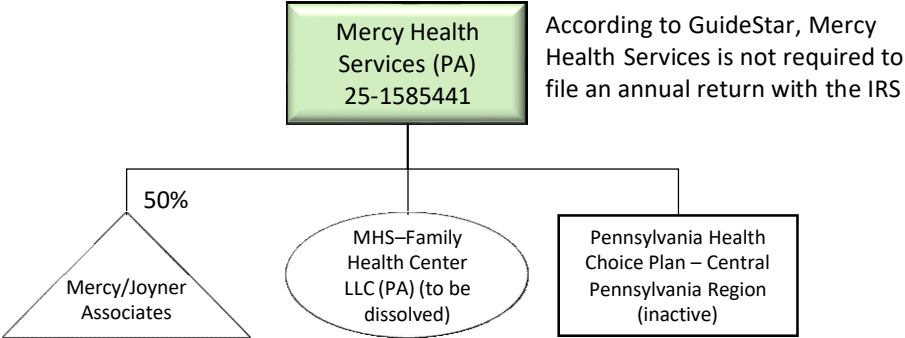 Mercy Health
Services (PA)
25-1585441
According to GuideStar, Mercy
Health Services is not required to
file an annual return with the IRS
50%
Mercy/Joyner
Associates
MHS–Family
Health Center
LLC (PA) (to be
dissolved)
Pennsylvania Health
Choice Plan – Central
Pennsylvania Region
(inactive)